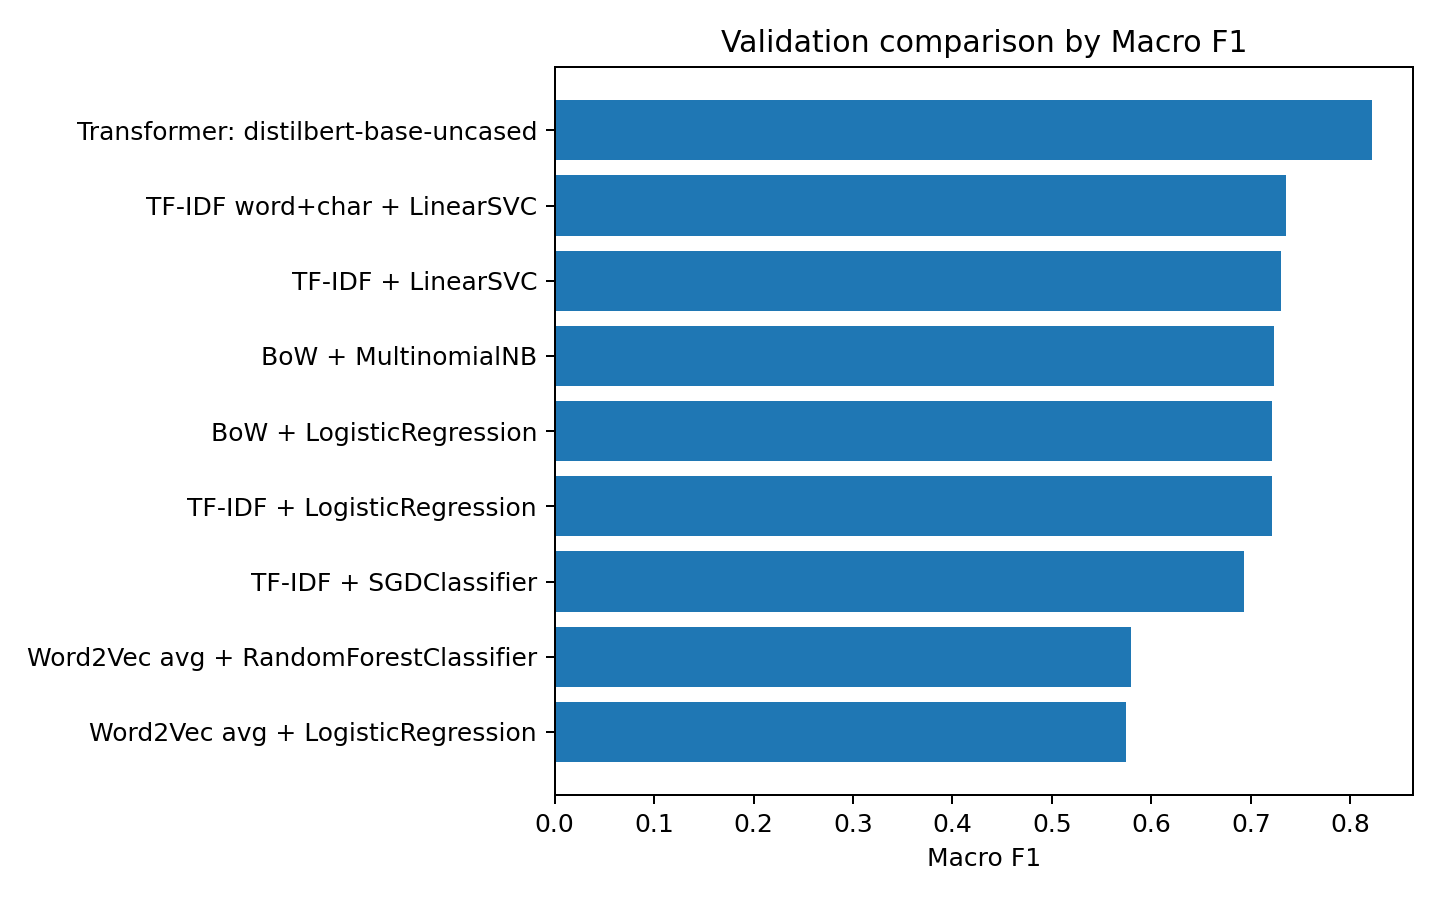 Validation comparison by Macro F1
Transformer: distilbert-base-uncased
TF-IDF word+char + LinearSVC
TF-IDF + LinearSVC
BoW + MultinomialNB
BoW + LogisticRegression
TF-IDF + LogisticRegression
TF-IDF + SGDClassifier
Word2Vec avg + RandomForestClassifier
Word2Vec avg + LogisticRegression
0.0 0.1 0.2 0.3 0.4 0.5 0.6 0.7 0.8
Macro F1